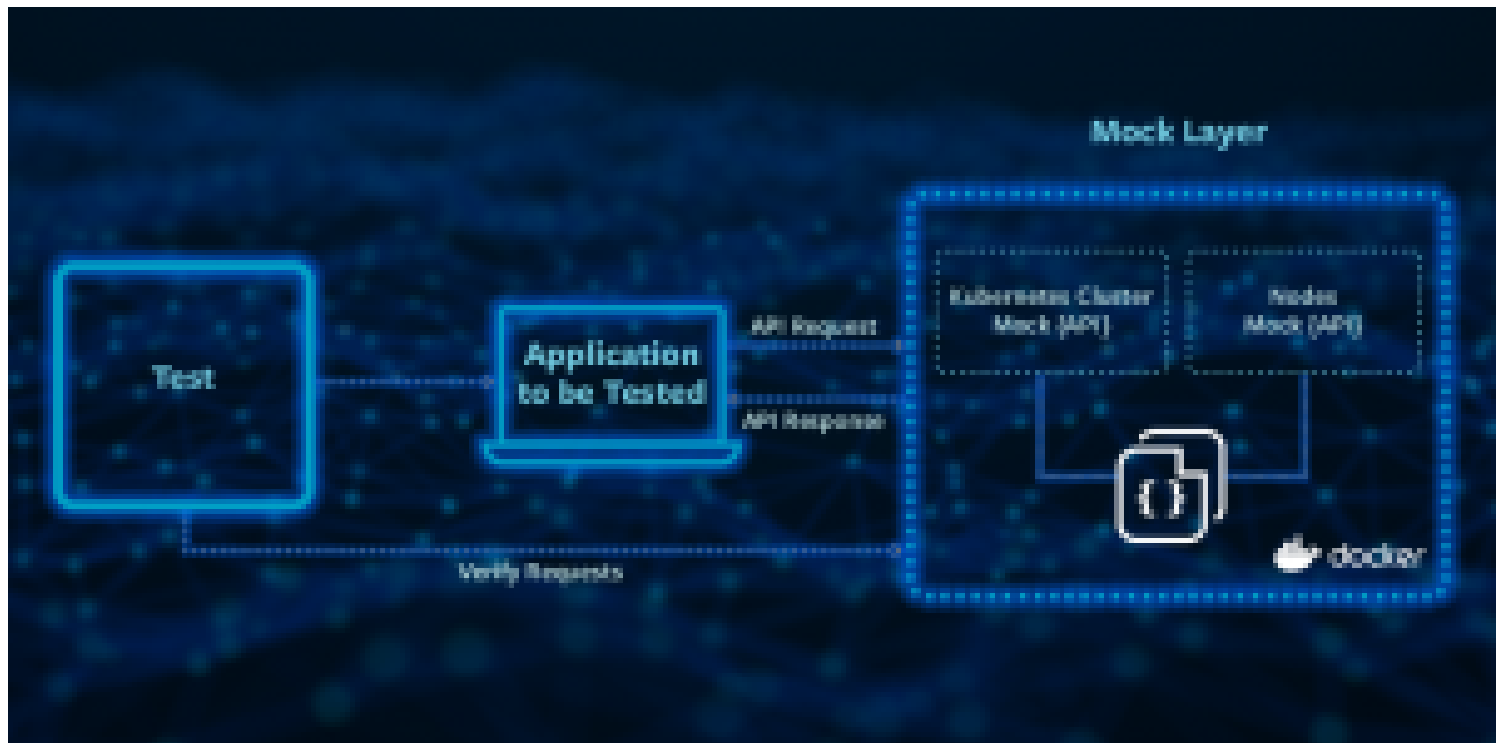 Mock Layer
Kubernetes Cluster
Mock (API)
Nodes
Mock (API)
API Request
Application
to be Tested
Test
API Response
{}
docker
Verify Requests